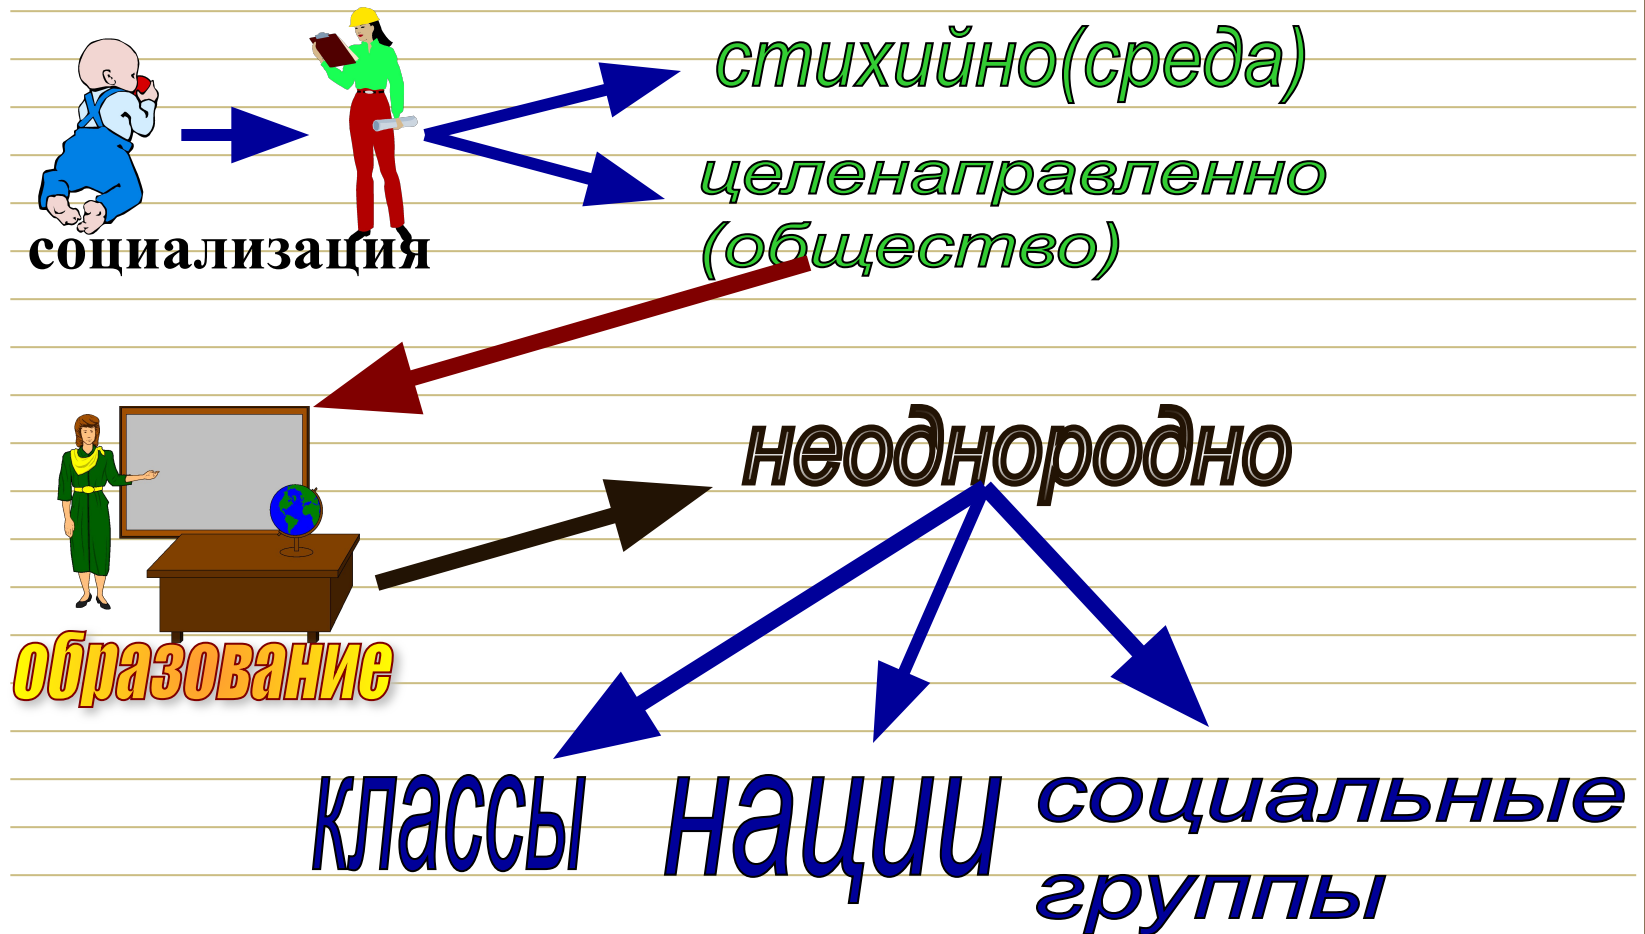 стихийно(среда)
целенаправленно
(общество)
социализация
неоднородно
образование
классы
нации
социальные
группы